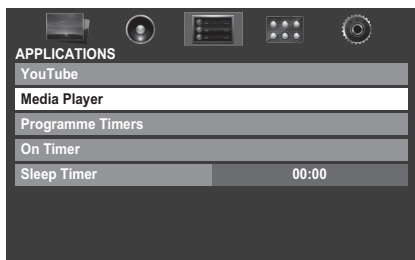 APPLICATIONS
YouTube
Media Player
Programme Timers
On Timer
Sleep Timer 00:00